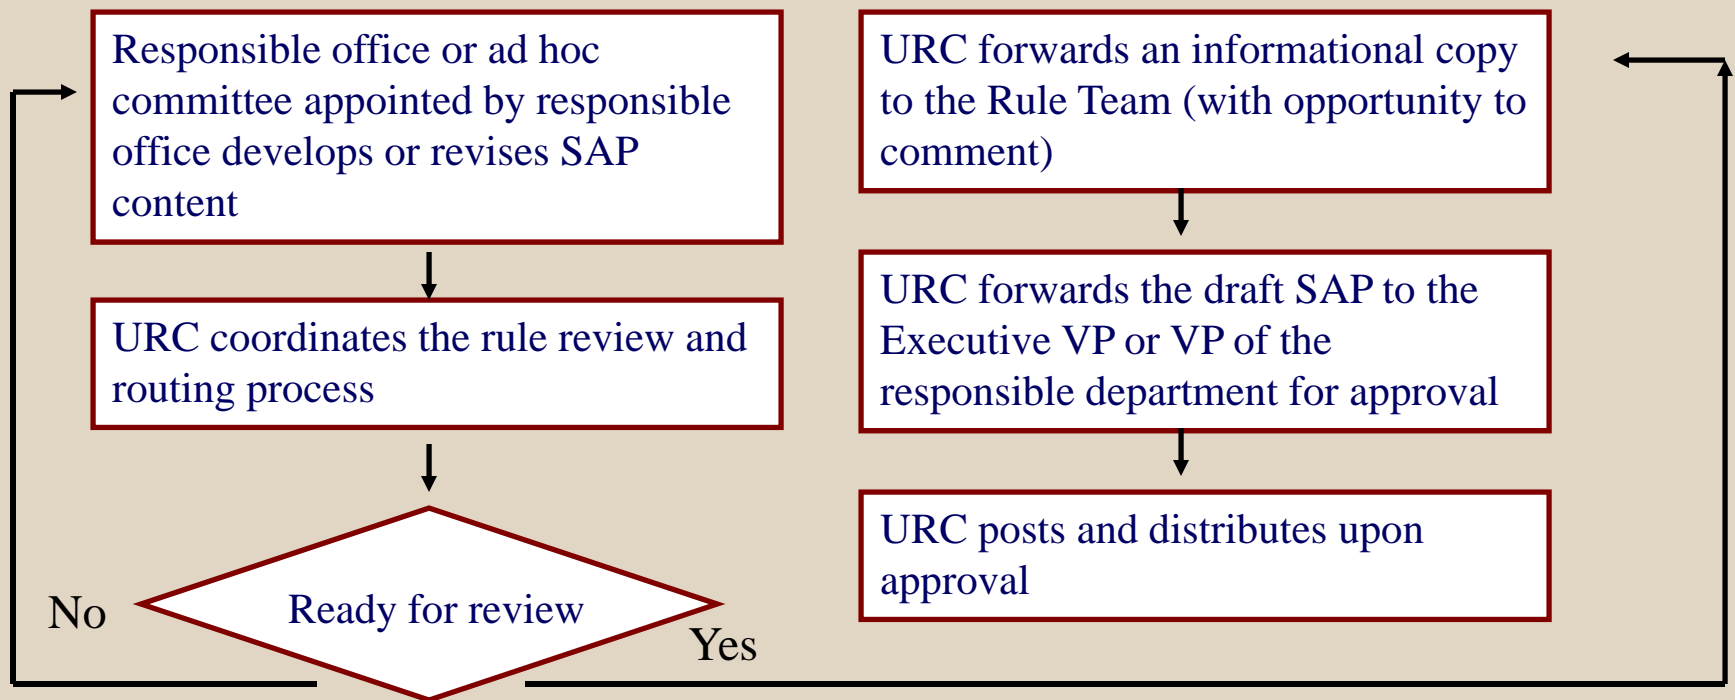 Responsible office or ad hoc
committee appointed by responsible
office develops or revises SAP
content
URC coordinates the rule review and
routing process
Ready for review
No
Yes
URC forwards an informational copy
to the Rule Team (with opportunity to
comment)
URC forwards the draft SAP to the
Executive VP or VP of the
responsible department for approval
URC posts and distributes upon
approval